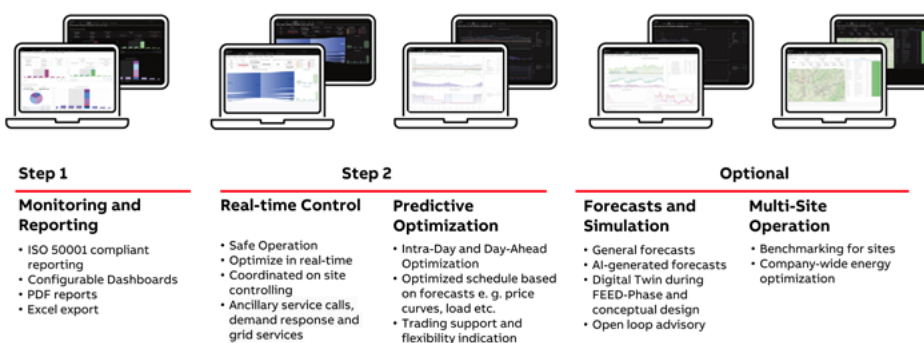 Step 1
Monitoring and
Reporting
• ISO 50001 compliant
reporting
• Configurable Dashboards
• PDF reports
• Excel export
Step 2
Real-time Control
• Safe Operation
• Optimize in real-time
• Coordinated on site
controlling
• Ancillary service calls,
demand response and
grid services
Predictive
Optimization
• Intra-Day and Day-Ahead
Optimization
• Optimized schedule based
on forecasts e. g. price
curves, load etc.
• Trading support and
flexibility indication
Optional
Forecasts and
Simulation
• General forecasts
• AI-generated forecasts
• Digital Twin during
FEED-Phase and
conceptual design
• Open loop advisory
Multi-Site
Operation
• Benchmarking for sites
• Company-wide energy
optimization